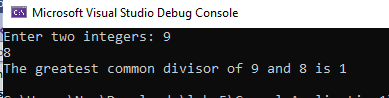 Microsoft Visual Studio Debug Console
Enter two integers: 9
8
The greatest common divisor of 9 and 8 is 1